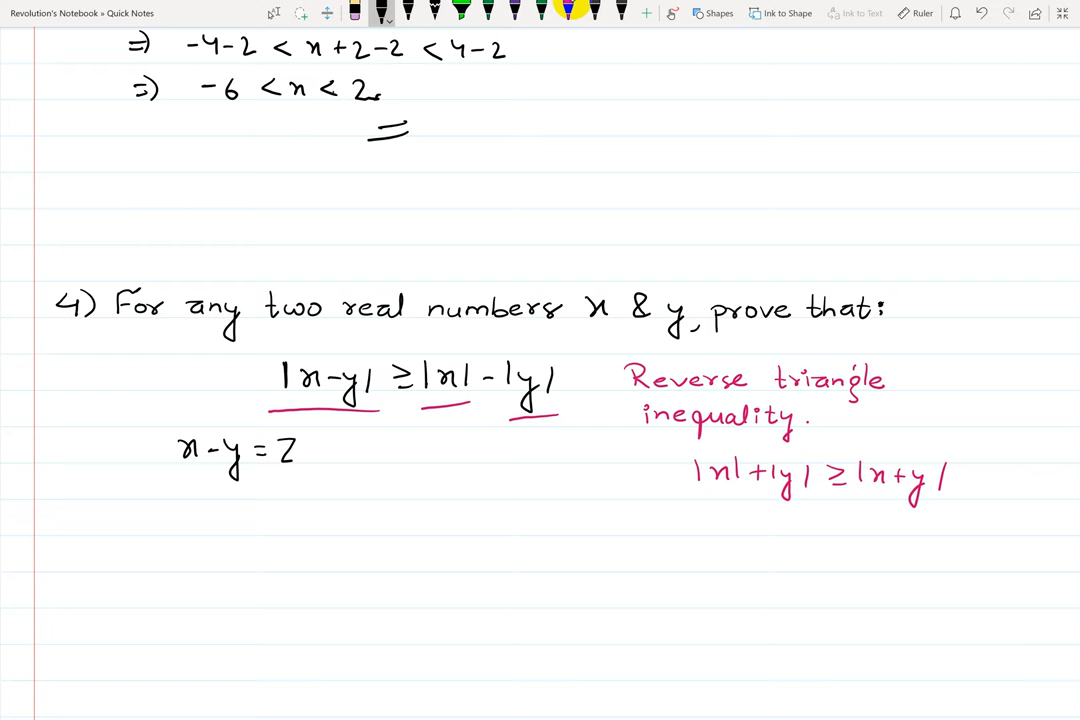 Revolution's Notebook » Quick Notes
Shapes
Ink to Shape
Ink to Text
Ruler
=) -4-2 < x+2-2 < 4-2
=) -6 < x < 2.
4) For any two real numbers x & y, prove that:
|x-y| ≥ |x| - |y| Reverse triangle
inequality.
x-y = z
|x| + |y| ≥ |x+y|